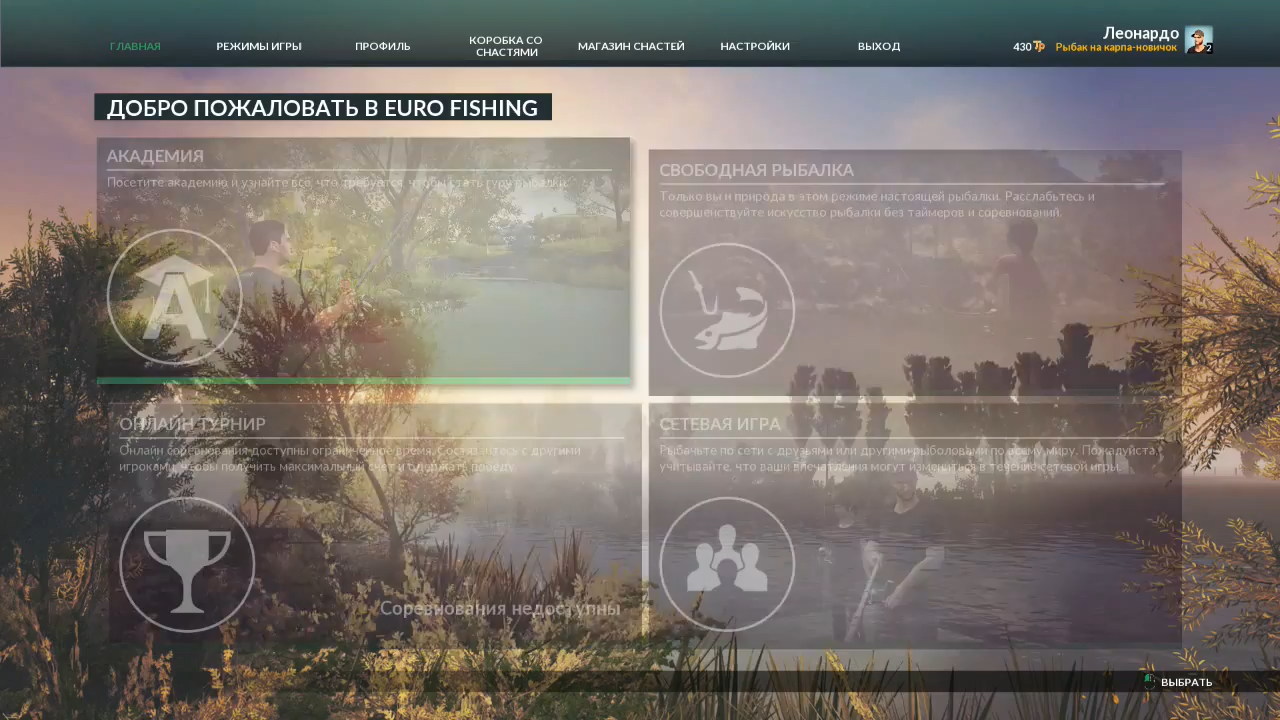 ГЛАВНАЯ
РЕЖИМЫ ИГРЫ
ПРОФИЛЬ
КОРОБКА СО
СНАСТЯМИ
МАГАЗИН СНАСТЕЙ
НАСТРОЙКИ
ВЫХОД
430 TP
Леонардо
Рыбак на карпа-новичок
2
ДОБРО ПОЖАЛОВАТЬ В EURO FISHING
АКАДЕМИЯ
Посетите академию и узнайте все, что требуется, чтобы стать гуру рыбалки.
A
СВОБОДНАЯ РЫБАЛКА
Только вы и природа в этом режиме настоящей рыбалки. Расслабьтесь и
совершенствуйте искусство рыбалки без таймеров и соревнований.
ОНЛАЙН ТУРНИР
Онлайн соревнования доступны ограниченное время. Состязайтесь с другими
игроками, чтобы получить максимальный счет и одержать победу.
Соревнования недоступны
СЕТЕВАЯ ИГРА
Рыбачьте по сети с друзьями или другими рыболовами по всему миру. Пожалуйста,
учитывайте, что ваши впечатления могут измениться в течение сетевой игры.
ВЫБРАТЬ